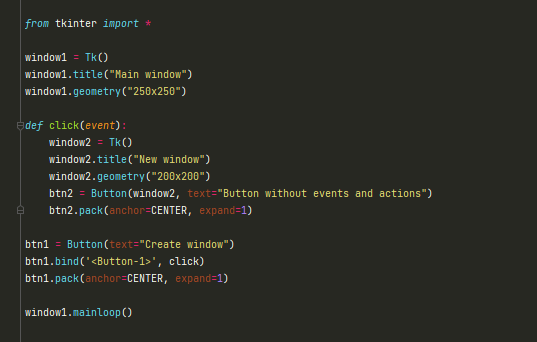 from tkinter import *
window1 = Tk()
window1.title("Main window")
window1.geometry("250x250")
def click(event):
    window2 = Tk()
    window2.title("New window")
    window2.geometry("200x200")
    btn2 = Button(window2, text="Button without events and actions")
    btn2.pack(anchor=CENTER, expand=1)
btn1 = Button(text="Create window")
btn1.bind('<Button-1>', click)
btn1.pack(anchor=CENTER, expand=1)
window1.mainloop()